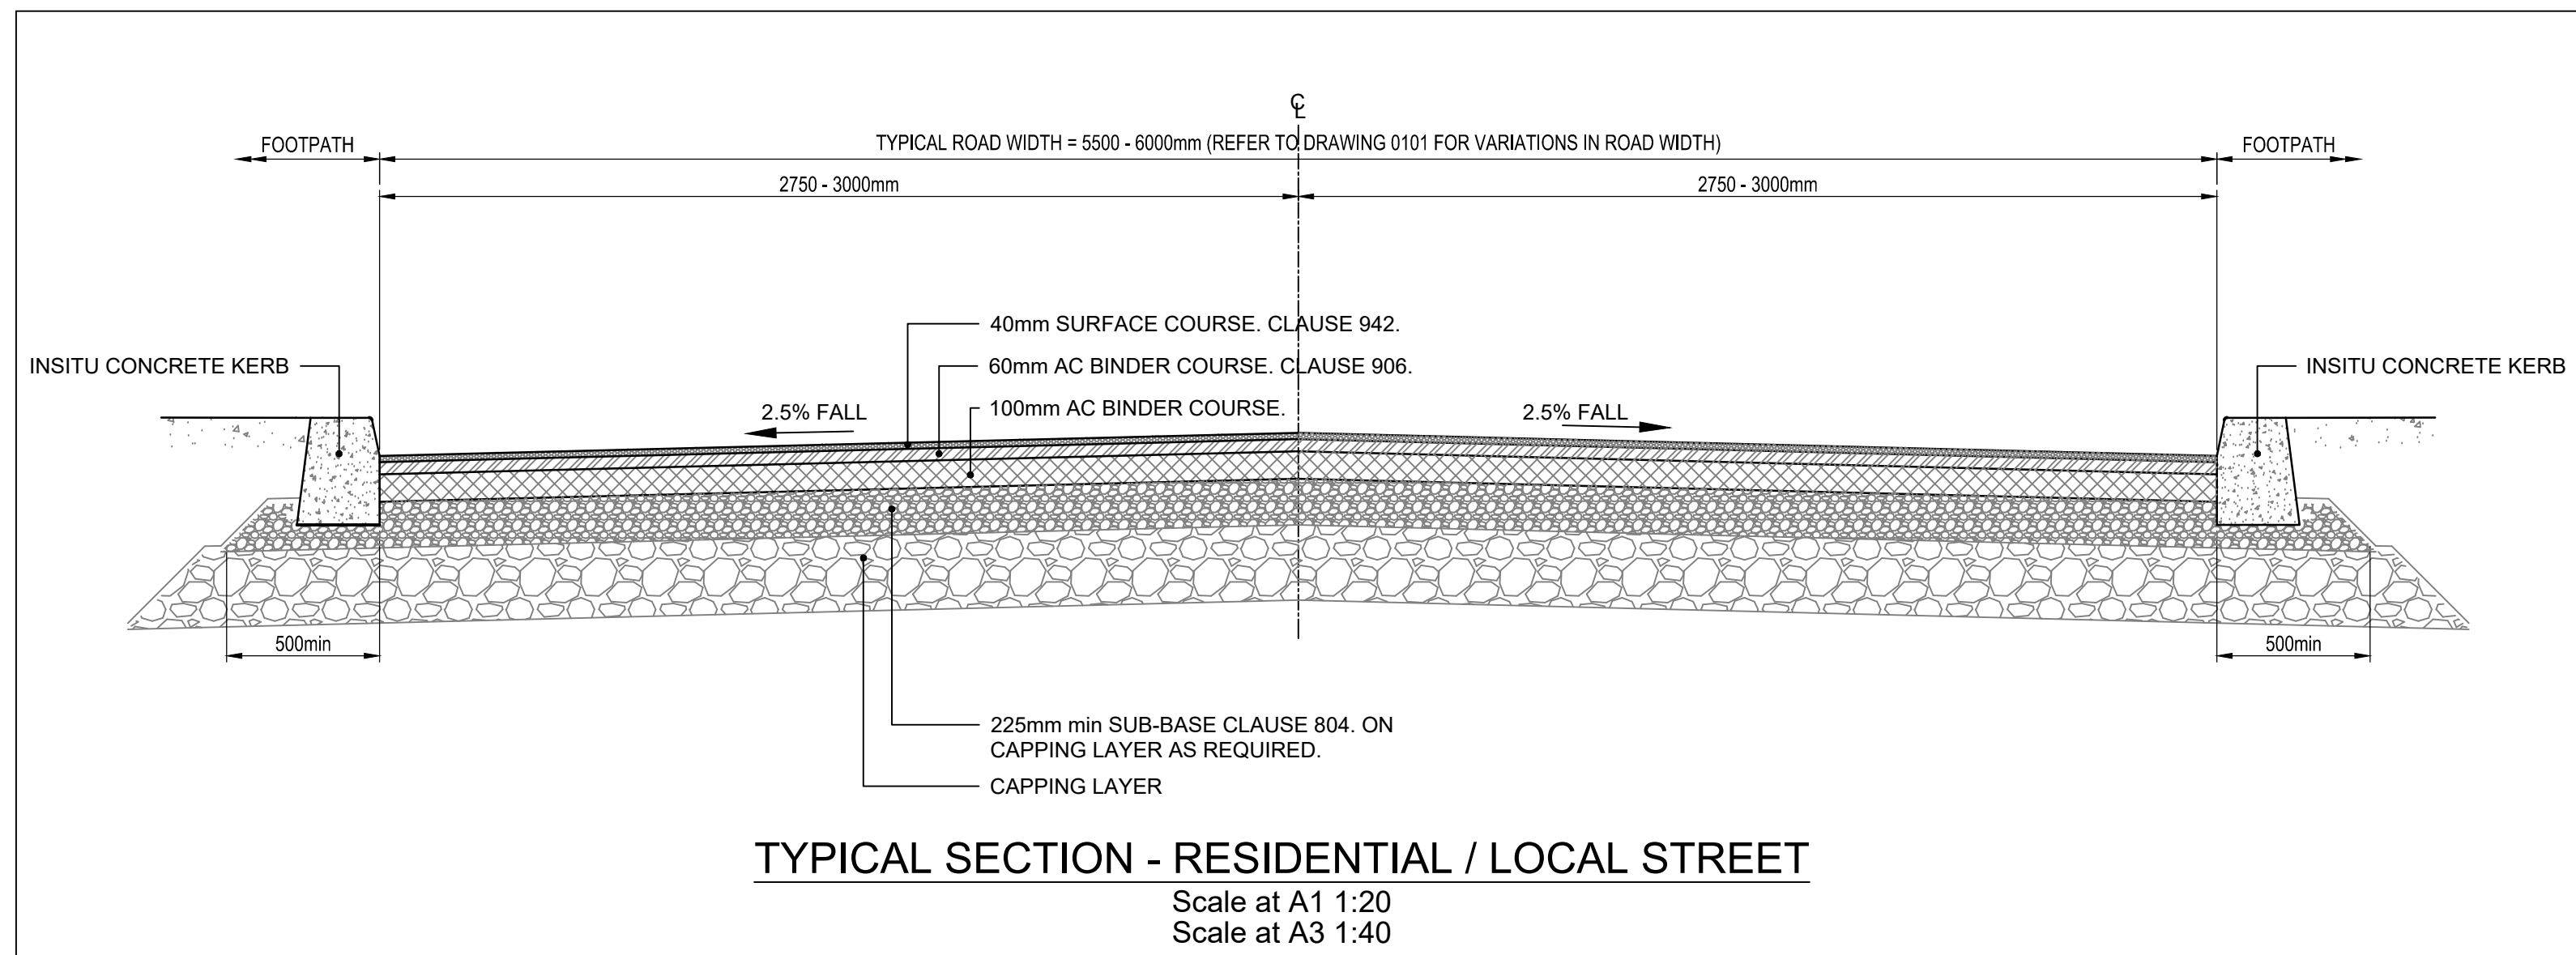 ℄
FOOTPATH
TYPICAL ROAD WIDTH = 5500 - 6000mm (REFER TO DRAWING 0101 FOR VARIATIONS IN ROAD WIDTH)
FOOTPATH
2750 - 3000mm
2750 - 3000mm
40mm SURFACE COURSE. CLAUSE 942.
INSITU CONCRETE KERB
60mm AC BINDER COURSE. CLAUSE 906.
INSITU CONCRETE KERB
2.5% FALL
100mm AC BINDER COURSE.
2.5% FALL
500min
500min
225mm min SUB-BASE CLAUSE 804. ON
CAPPING LAYER AS REQUIRED.
CAPPING LAYER
TYPICAL SECTION - RESIDENTIAL / LOCAL STREET
Scale at A1 1:20
Scale at A3 1:40